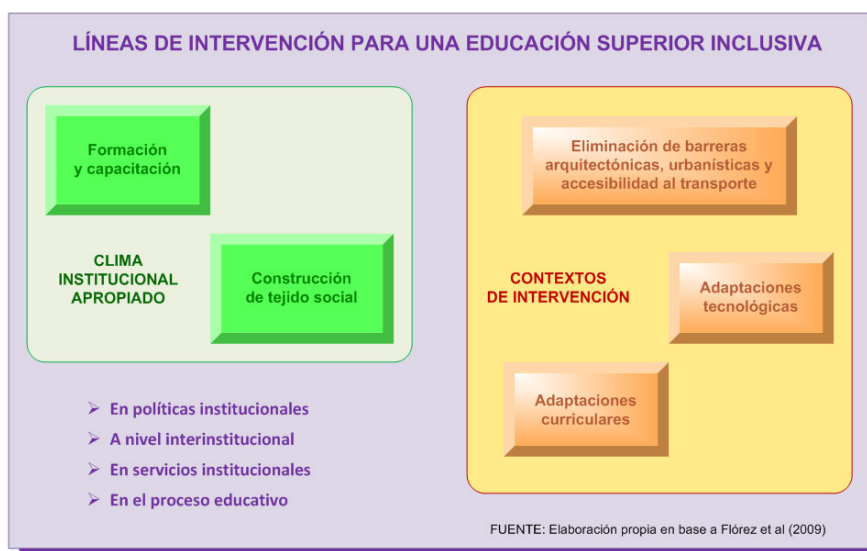 LÍNEAS DE INTERVENCIÓN PARA UNA EDUCACIÓN SUPERIOR INCLUSIVA
Formación
y capacitación
CLIMA
INSTITUCIONAL
APROPIADO
Construcción
de tejido social
➢ En políticas institucionales
➢ A nivel interinstitucional
➢ En servicios institucionales
➢ En el proceso educativo
Eliminación de barreras
arquitectónicas, urbanísticas y
accesibilidad al transporte
CONTEXTOS
DE INTERVENCIÓN
Adaptaciones
tecnológicas
Adaptaciones
curriculares
FUENTE: Elaboración propia en base a Flórez et al (2009)